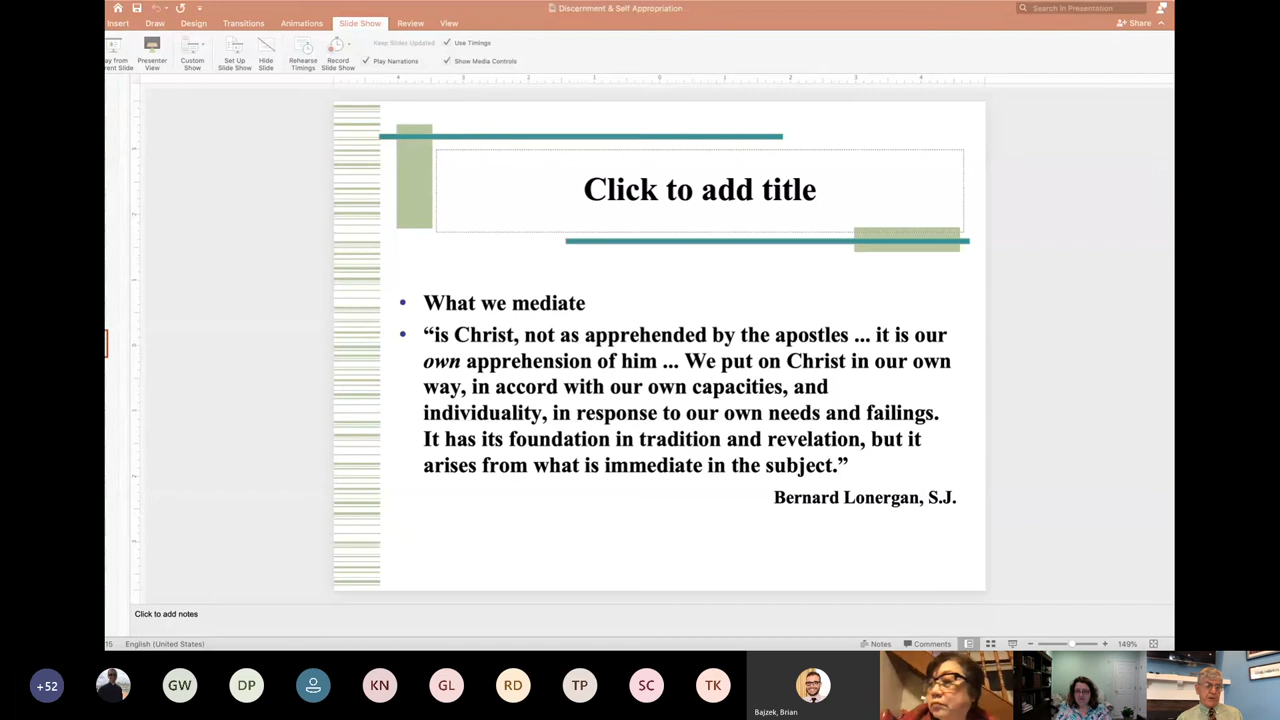 Discernment & Self Appropriation
Search In Presentation
Insert Draw Design Transitions Animations Slide Show Review View
Share
Keep Slides Updated Use Timings
Presenter View
Custom Show
Set Up Slide Show
Hide Slide
Rehearse Timings
Record Slide Show
Play Narrations Show Media Controls
Click to add title
• What we mediate
• “is Christ, not as apprehended by the apostles ... it is our
own apprehension of him ... We put on Christ in our own
way, in accord with our own capacities, and
individuality, in response to our own needs and failings.
It has its foundation in tradition and revelation, but it
arises from what is immediate in the subject.”
Bernard Lonergan, S.J.
Click to add notes
15 English (United States) Notes Comments 149%
+52 GW DP KN GL RD TP SC TK
Bajzek, Brian